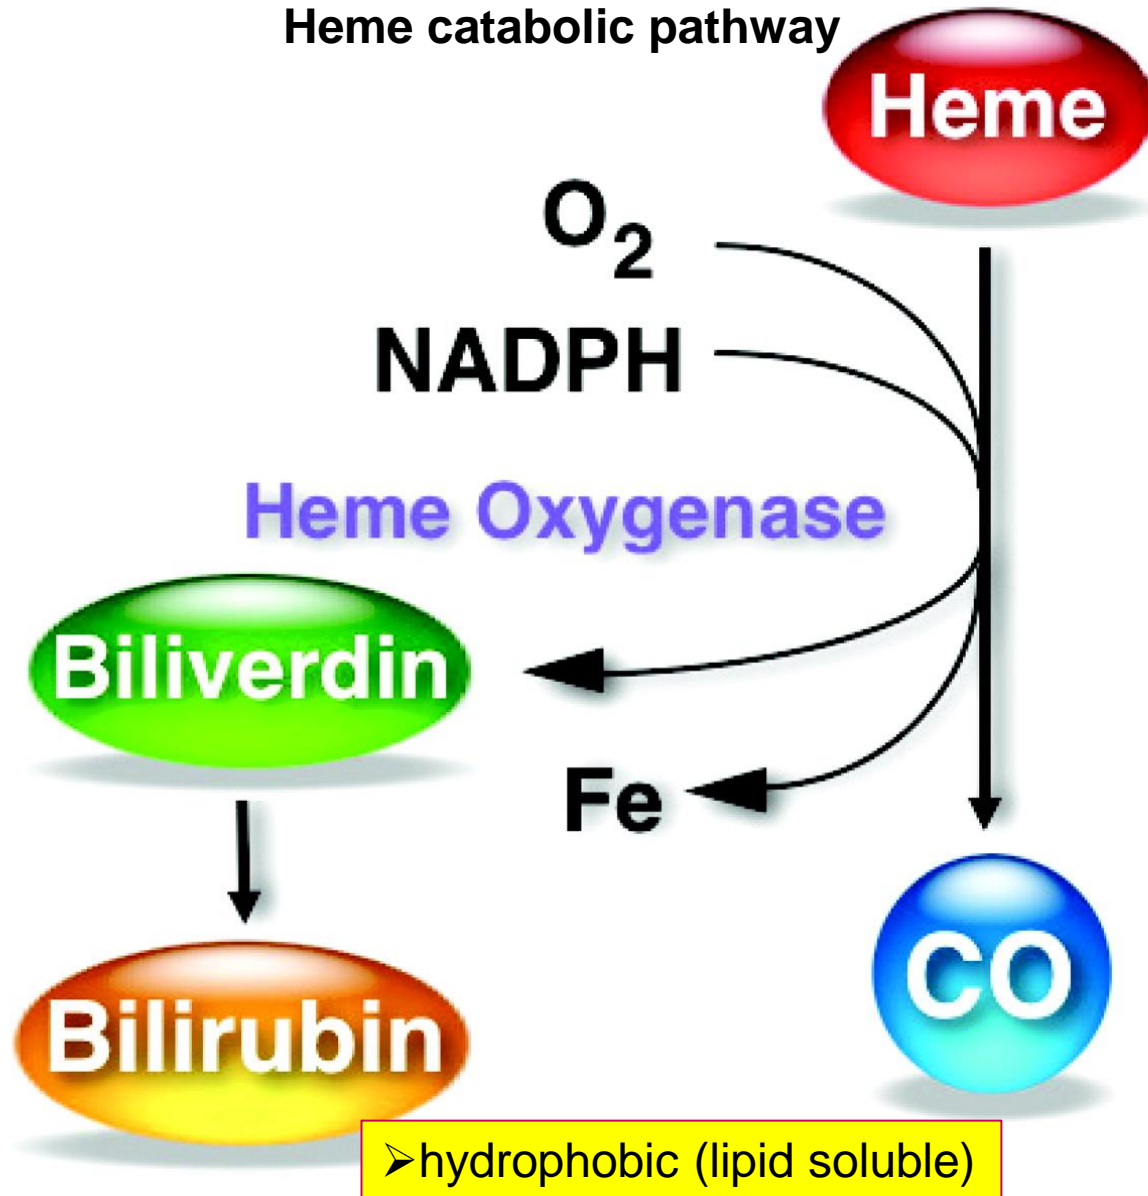 Heme catabolic pathway
Heme
O₂
NADPH
Heme Oxygenase
Biliverdin
Fe
CO
Bilirubin
➢hydrophobic (lipid soluble)